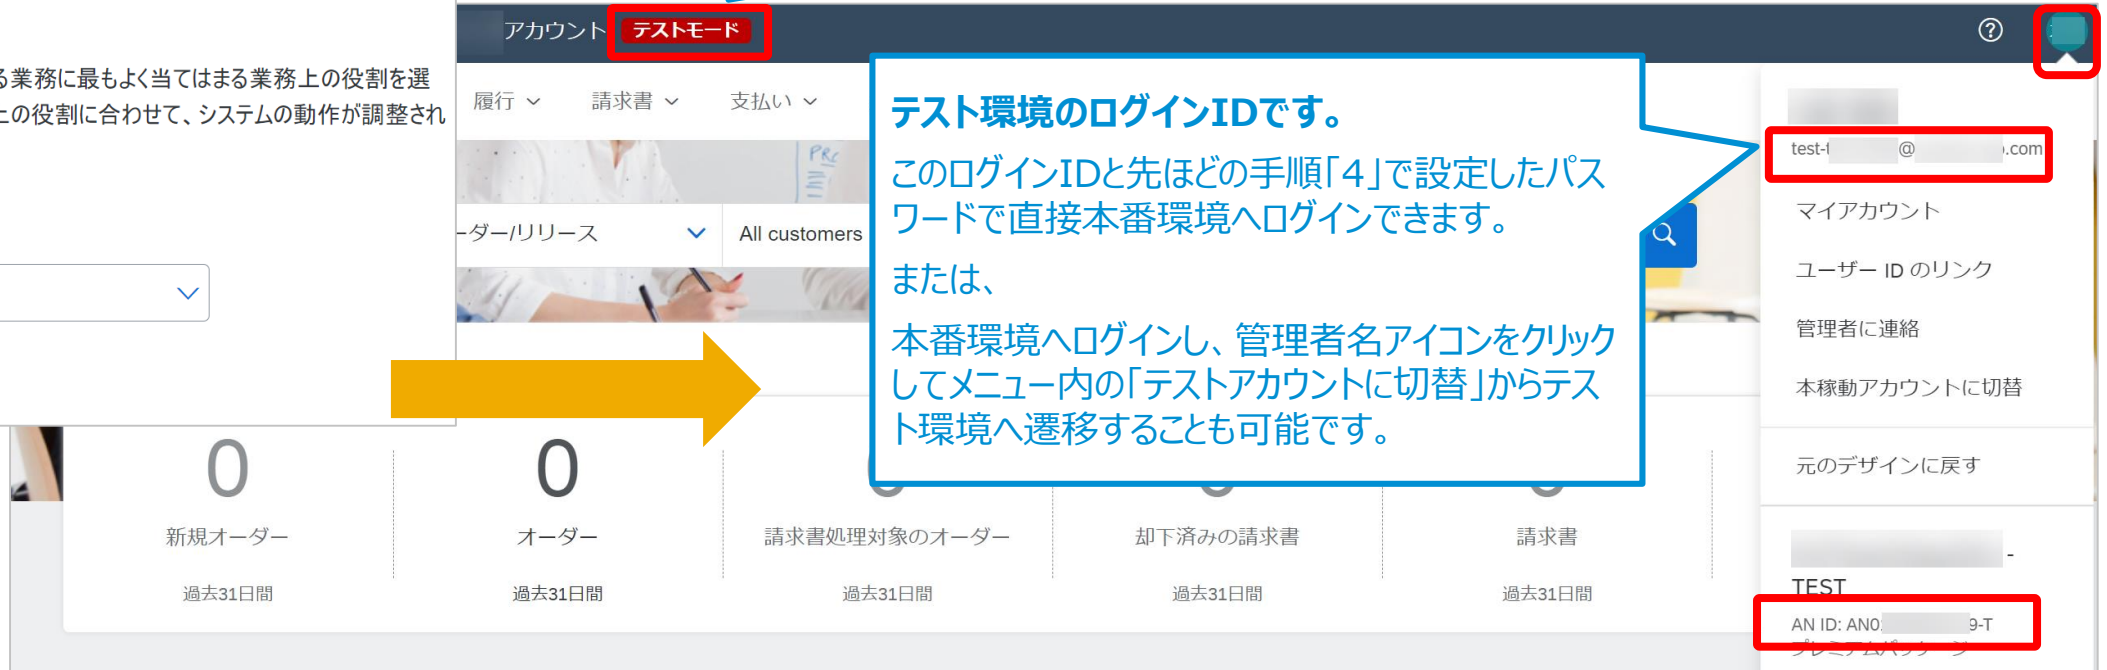 アカウント テストモード
る業務に最もよく当てはまる業務上の役割を選
上の役割に合わせて、システムの動作が調整され
履行 請求書 支払い
ーダー/リリース All customers
テスト環境のログインIDです。
このログインIDと先ほどの手順「4」で設定したパス
ワードで直接本番環境へログインできます。
または、
本番環境へログインし、管理者名アイコンをクリック
してメニュー内の「テストアカウントに切替」からテス
ト環境へ遷移することも可能です。
test- @ .com
マイアカウント
ユーザー ID のリンク
管理者に連絡
本稼動アカウントに切替
元のデザインに戻す
-
TEST
AN ID: AN0 9-T
プレミアムパッケージ
0 0
新規オーダー オーダー 請求書処理対象のオーダー 却下済みの請求書 請求書
過去31日間 過去31日間 過去31日間 過去31日間 過去31日間